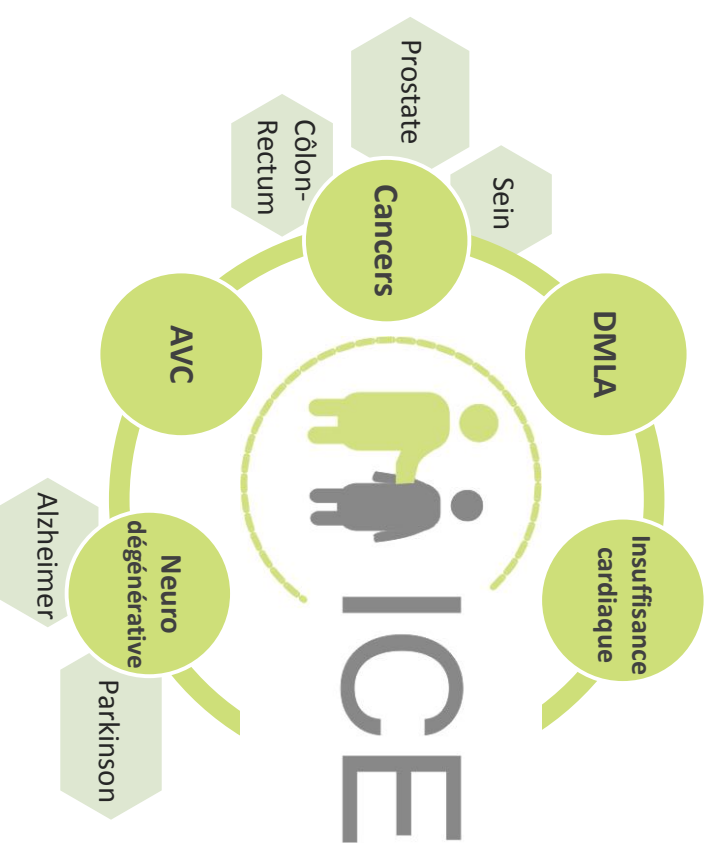 Prostate
Côlon-
Rectum
Sein
Cancers
DMLA
AVC
Insuffisance
cardiaque
Neuro
dégénérative
Alzheimer
Parkinson
ICE